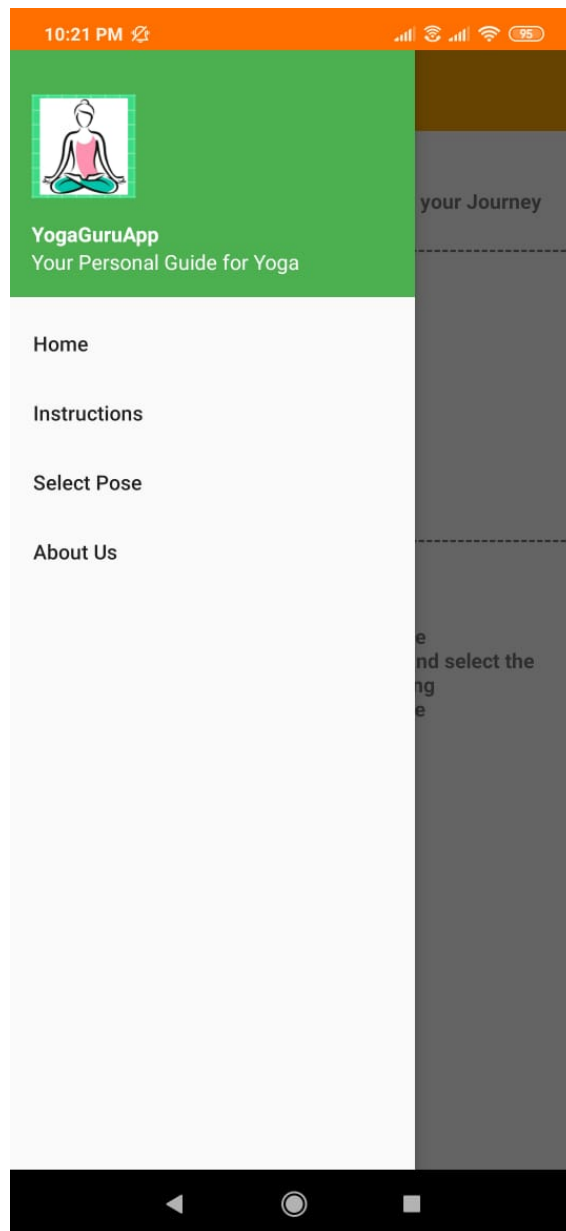 10:21 PM
95
your Journey
YogaGuruApp
Your Personal Guide for Yoga
Home
Instructions
Select Pose
About Us
e
nd select the
ng
e